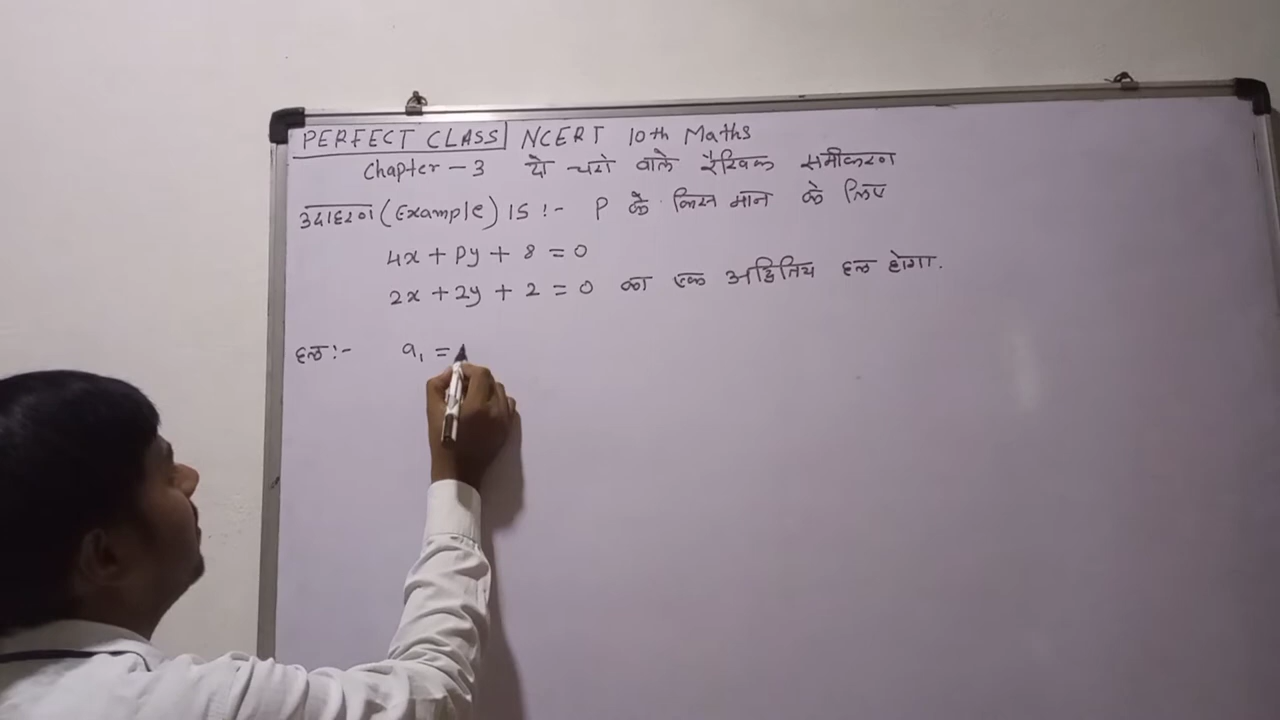 PERFECT CLASS NCERT 10th Maths
Chapter - 3 दो चरो वाले रैखिक समीकरण
उदाहरण (Example) 15 :- P के किस मान के लिए
4x + Py + 8 = 0
2x + 2y + 2 = 0 का एक अद्वितिय हल होगा.
हल :- a₁ =